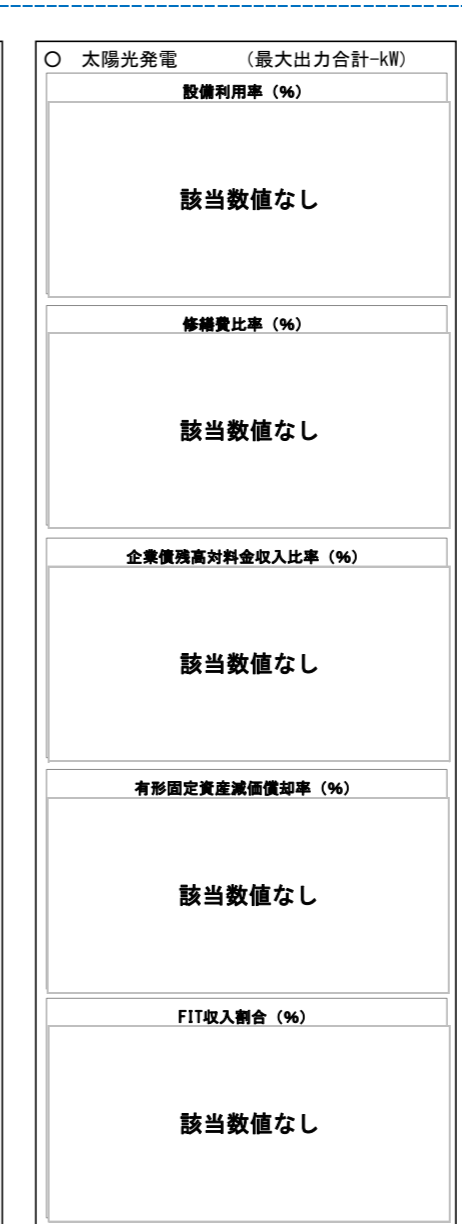 ○ 太陽光発電 (最大出力合計-kW)
設備利用率（%）
該当数値なし
修繕費比率（%）
該当数値なし
企業債残高対料金収入比率（%）
該当数値なし
有形固定資産減価償却率（%）
該当数値なし
FIT収入割合（%）
該当数値なし